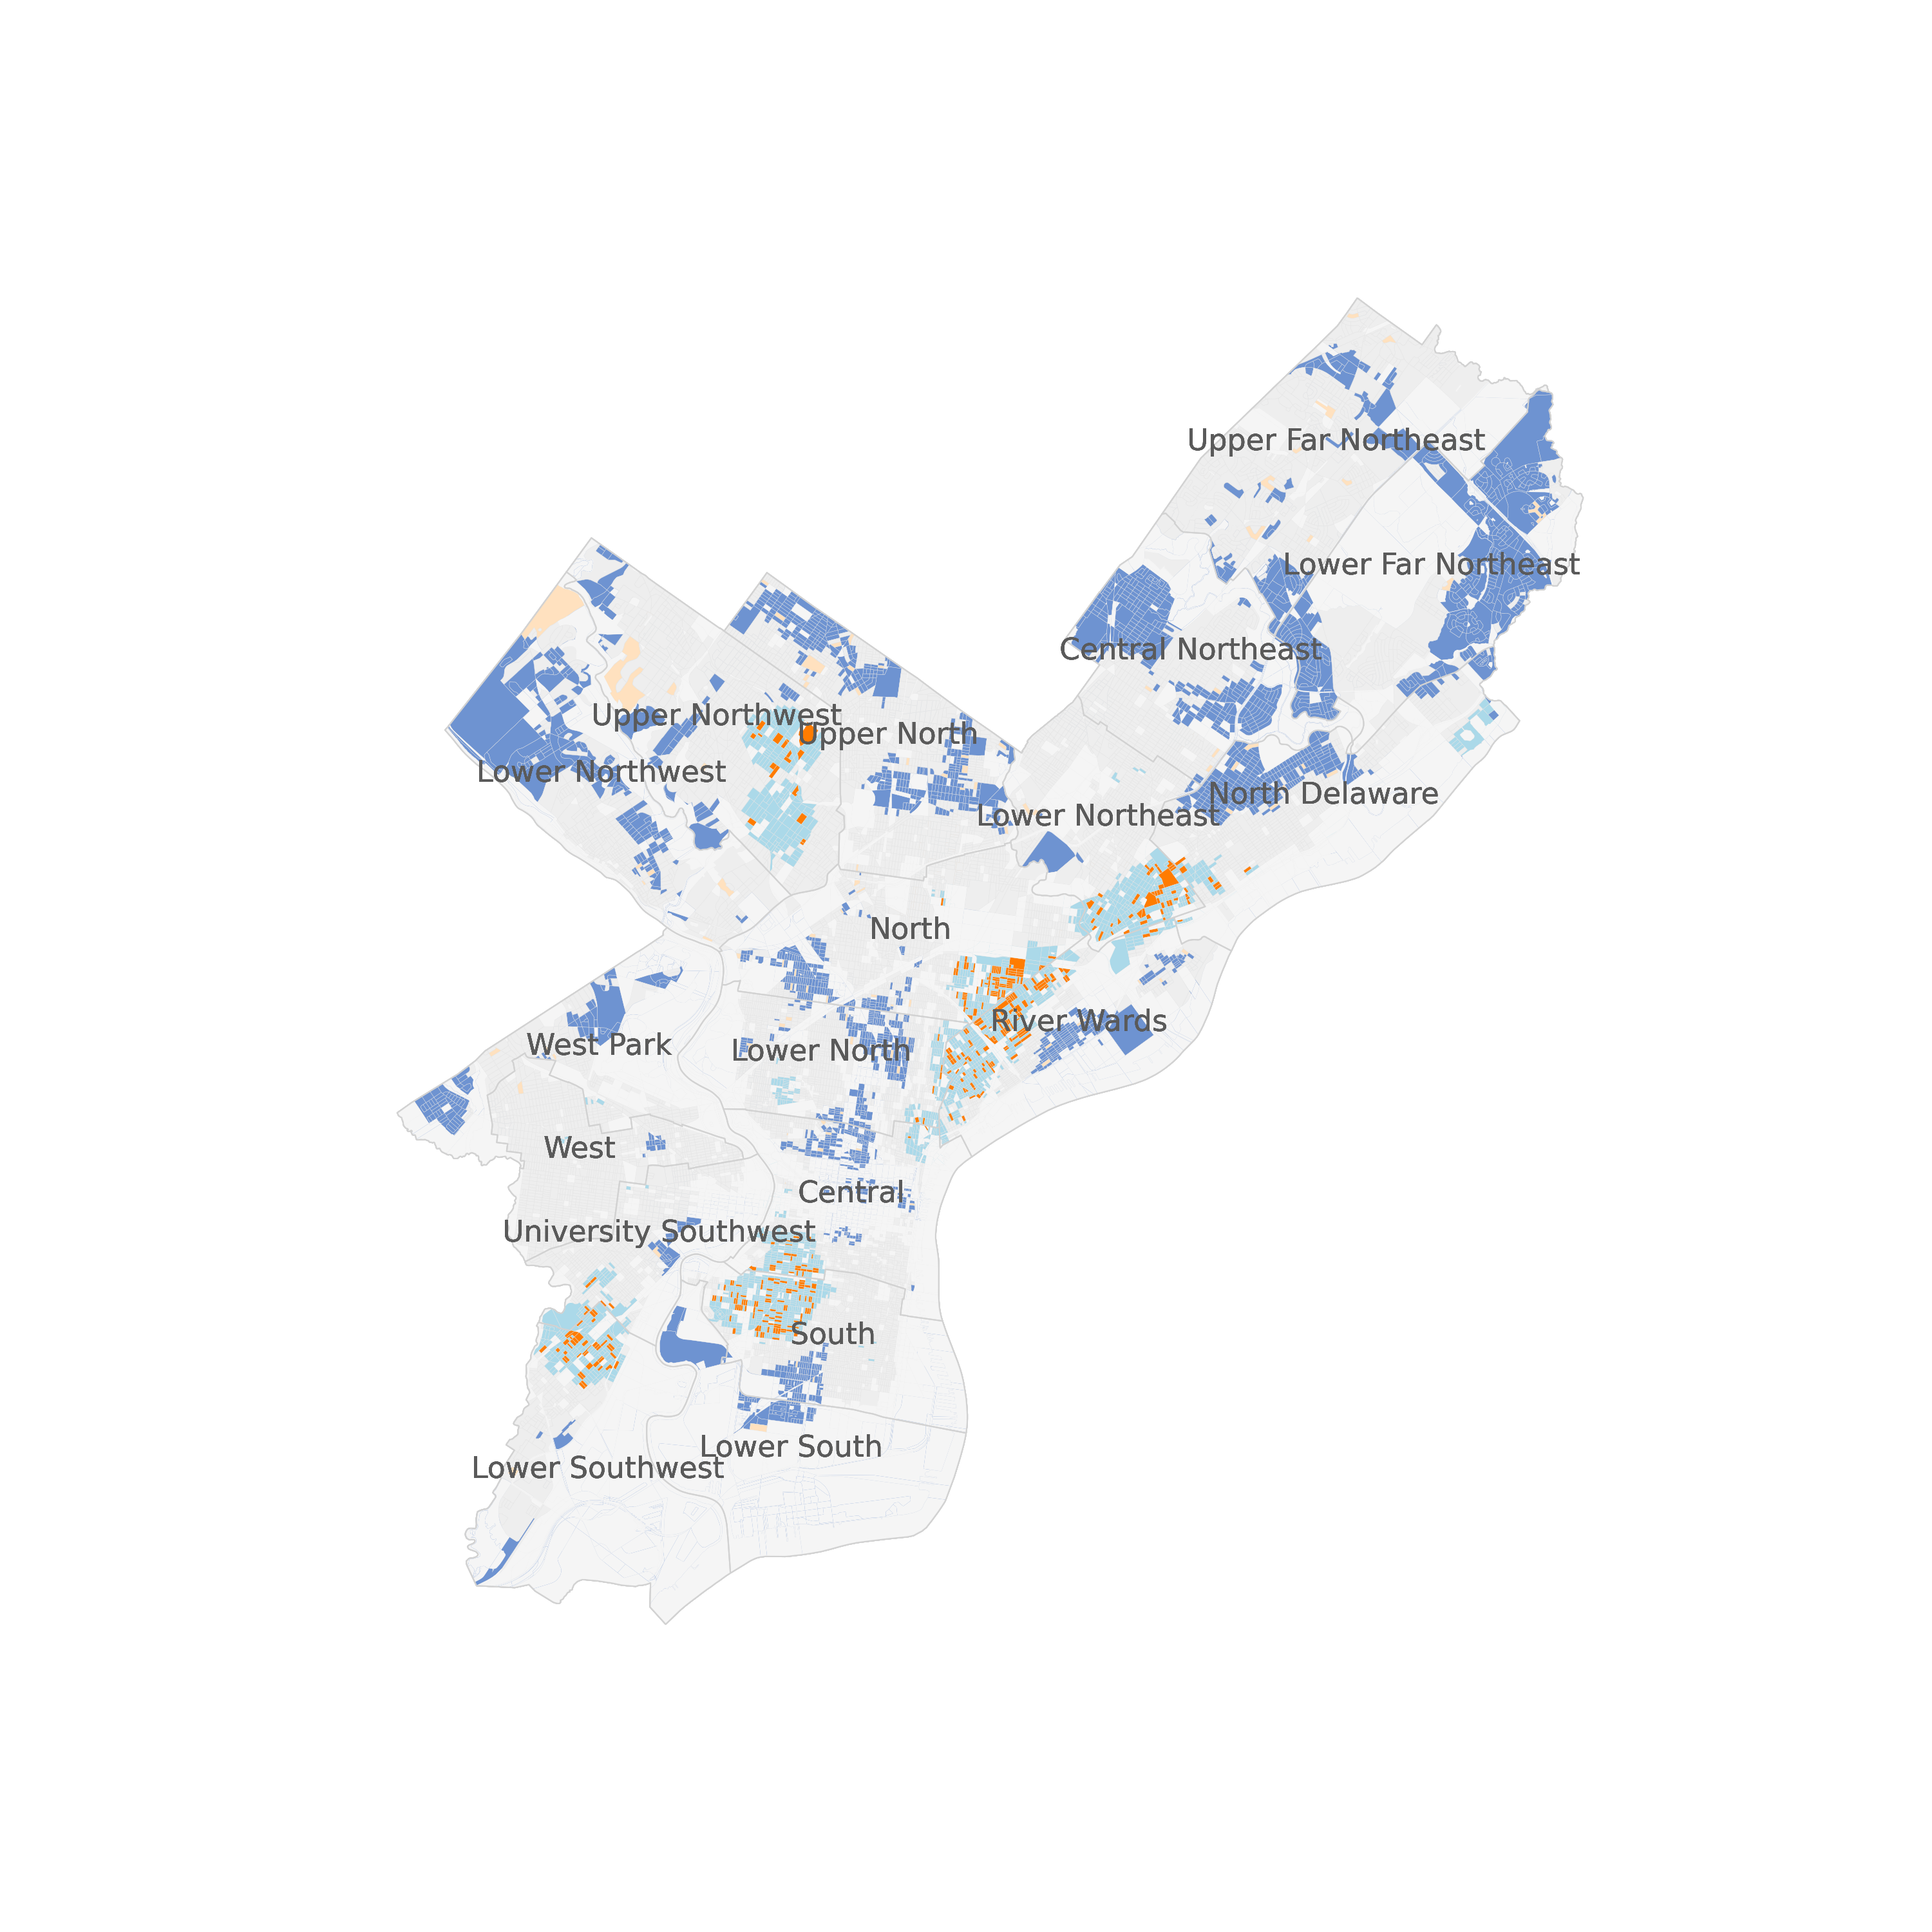 Upper Far Northeast
Lower Far Northeast
Central Northeast
Upper Northwest
Upper North
Lower Northwest
North Delaware
Lower Northeast
North
River Wards
West Park
Lower North
West
Central
University Southwest
South
Lower South
Lower Southwest